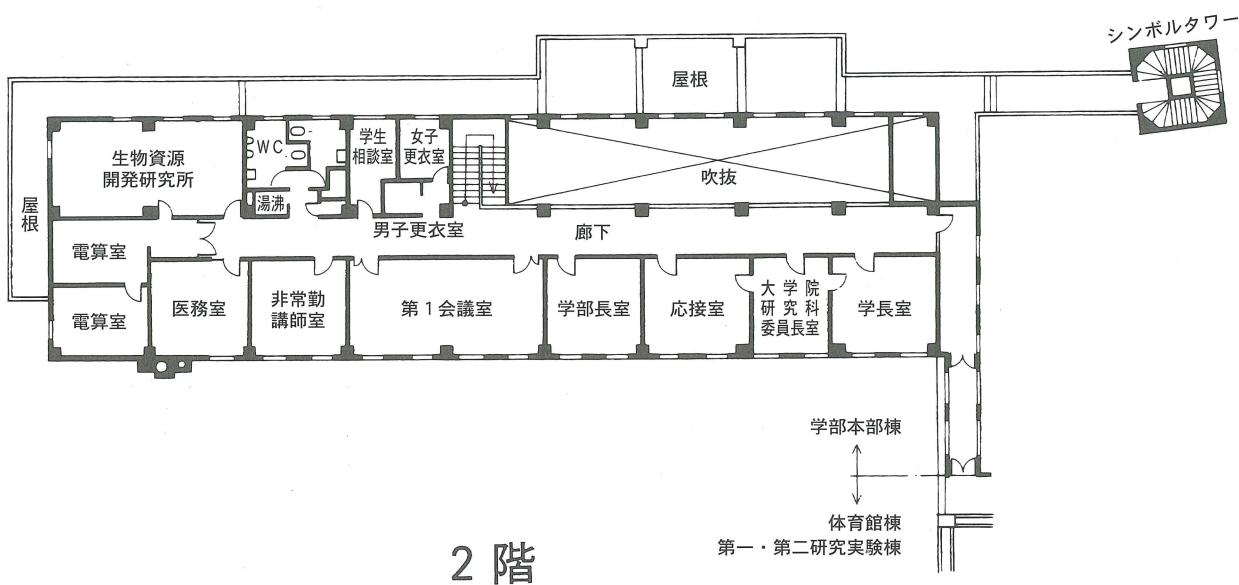 シンボルタワー
屋根
生物資源
開発研究所
WC
学生
相談室
女子
更衣室
吹抜
湯沸
屋根
男子更衣室
廊下
電算室
電算室
医務室
非常勤
講師室
第1会議室
学部長室
応接室
大学院
研究科
委員長室
学長室
学部本部棟
体育館棟
第一・第二研究実験棟
2階